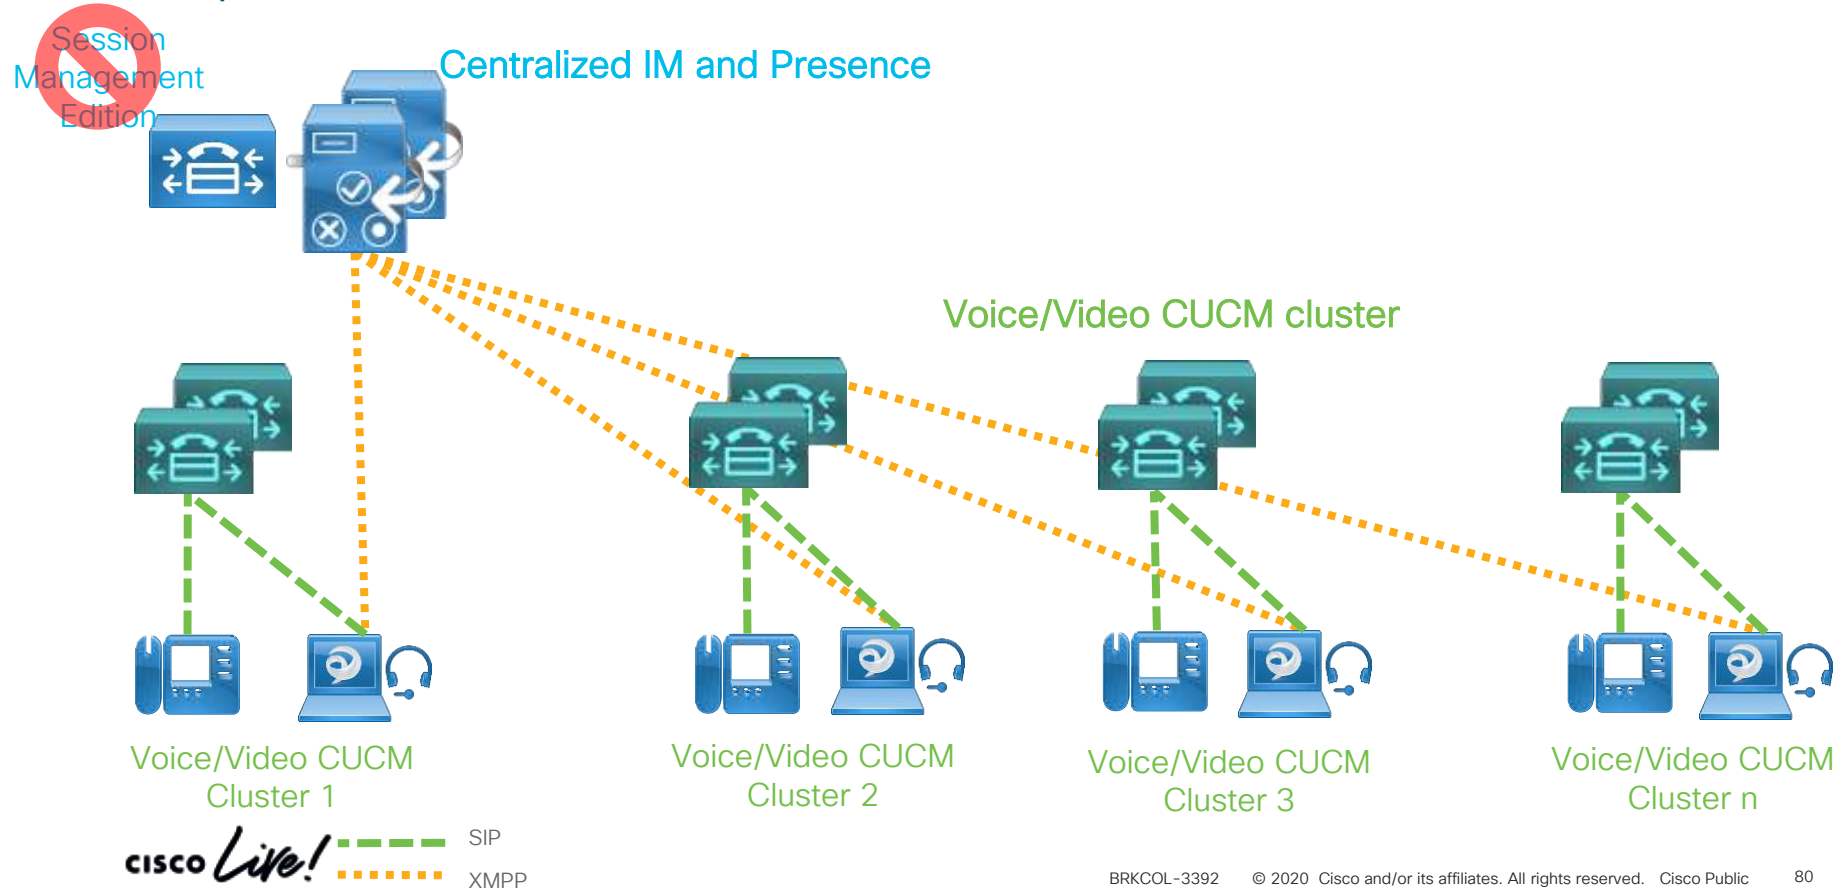 Session
Management
Edition
Centralized IM and Presence
Voice/Video CUCM cluster
Voice/Video CUCM
Cluster 1
Voice/Video CUCM
Cluster 2
Voice/Video CUCM
Cluster 3
Voice/Video CUCM
Cluster n
CISCO Live!
SIP
XMPP
BRKCOL-3392 © 2020 Cisco and/or its affiliates. All rights reserved. Cisco Public 80